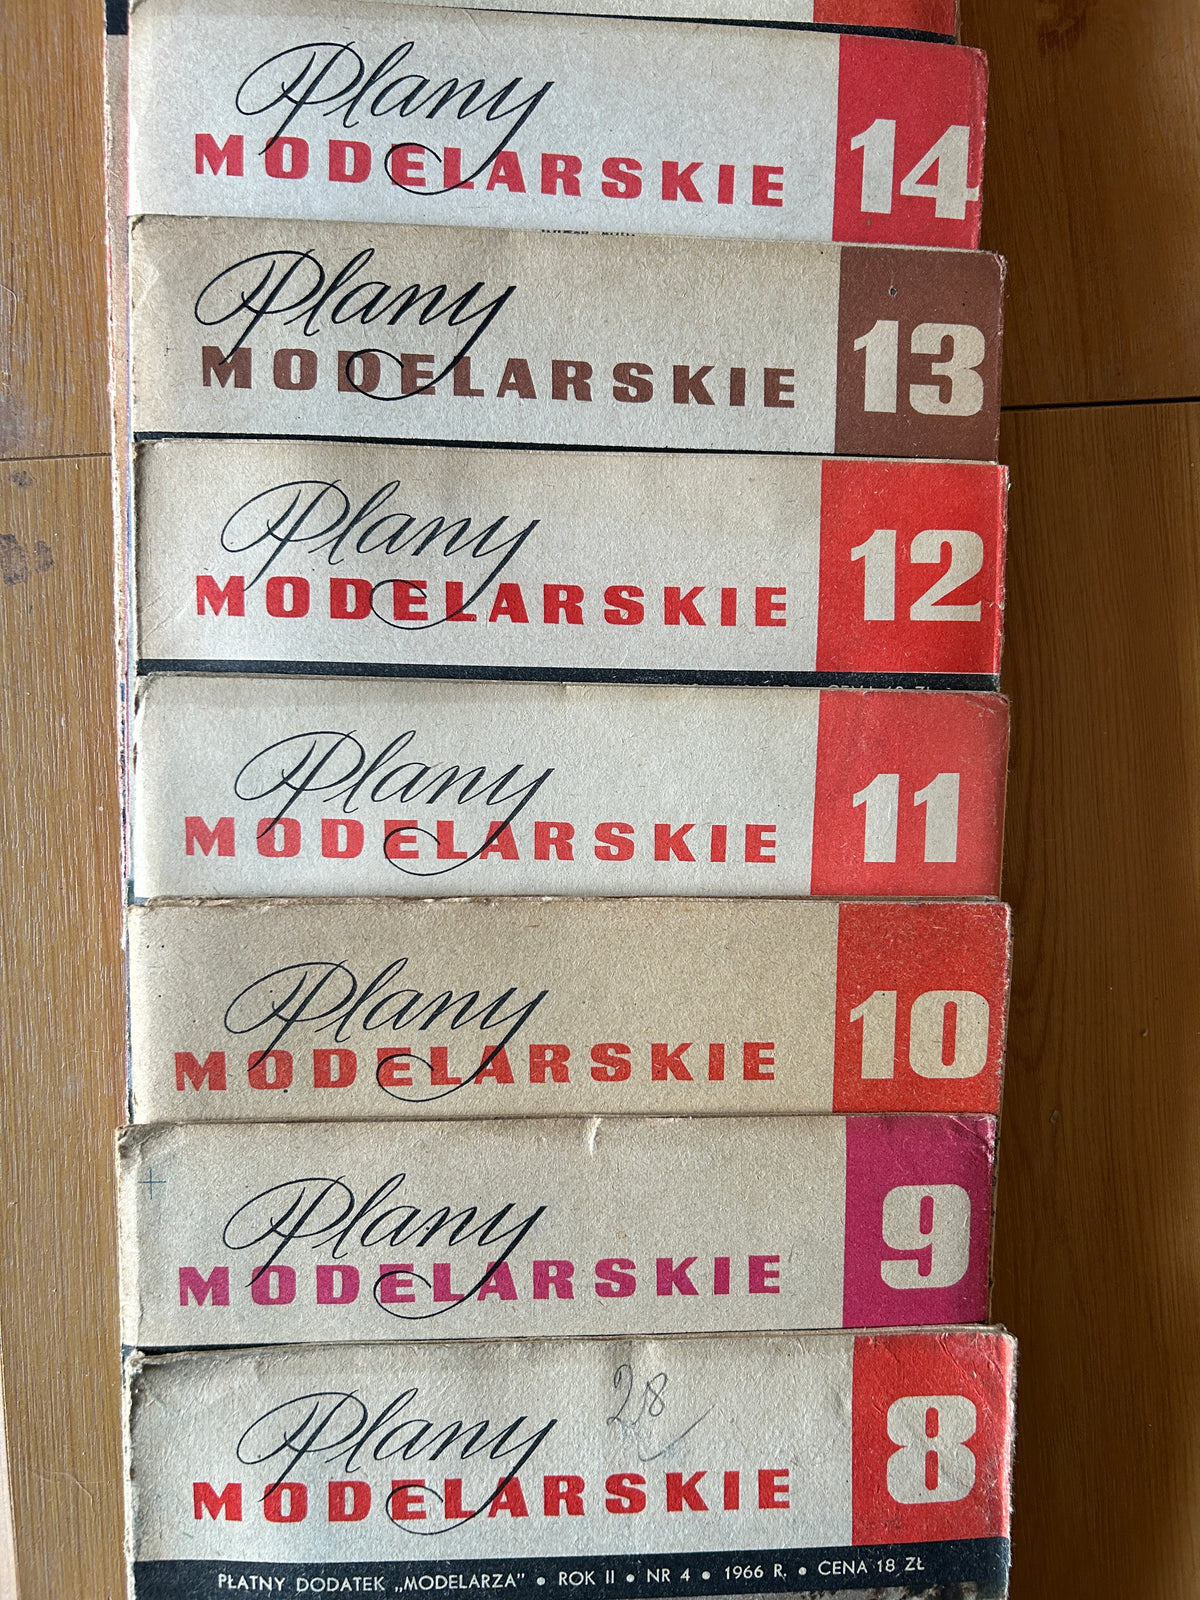 Plany
MODELARSKIE
14
Plany
MODELARSKIE
13
Plany
MODELARSKIE
12
Plany
MODELARSKIE
11
Plany
MODELARSKIE
10
Plany
MODELARSKIE
9
28
Plany
MODELARSKIE
8
PŁATNY DODATEK „MODELARZA” • ROK II • NR 4 • 1966 R. • CENA 18 ZŁ